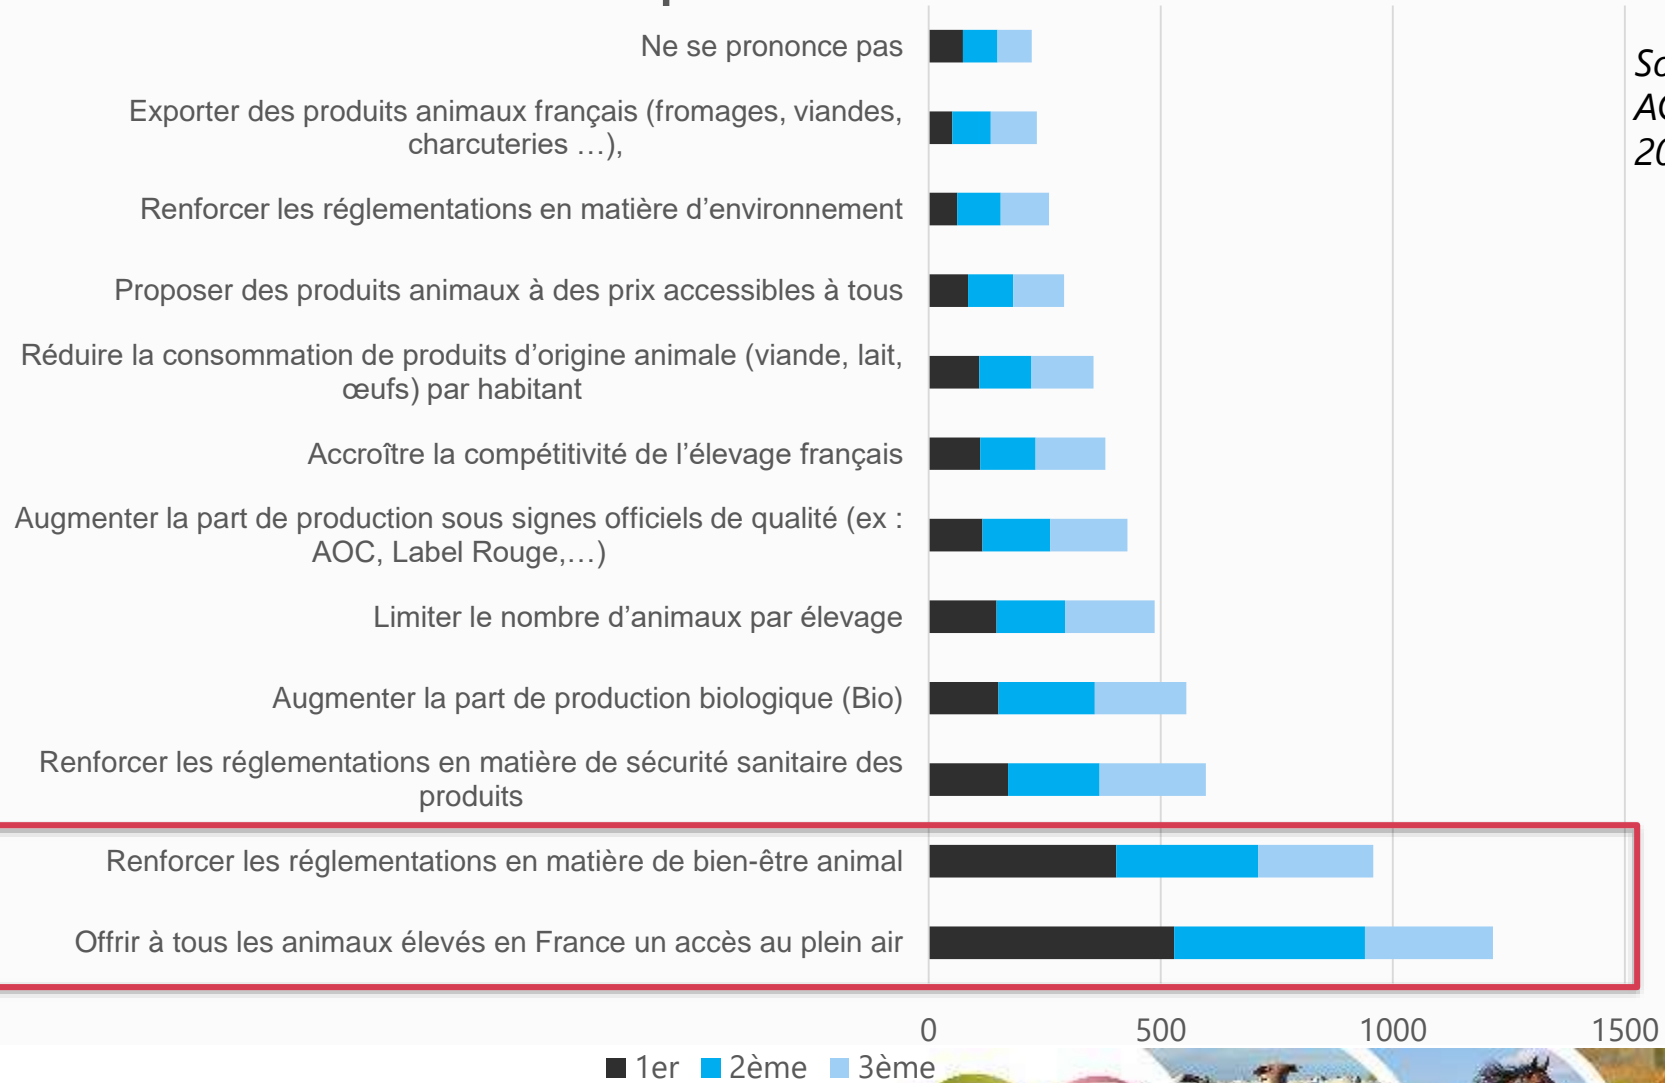 Ne se prononce pas
Exporter des produits animaux français (fromages, viandes,
charcuteries …),
Renforcer les réglementations en matière d’environnement
Proposer des produits animaux à des prix accessibles à tous
Réduire la consommation de produits d’origine animale (viande, lait,
œufs) par habitant
Accroître la compétitivité de l’élevage français
Augmenter la part de production sous signes officiels de qualité (ex :
AOC, Label Rouge,…)
Limiter le nombre d’animaux par élevage
Augmenter la part de production biologique (Bio)
Renforcer les réglementations en matière de sécurité sanitaire des
produits
Renforcer les réglementations en matière de bien-être animal
Offrir à tous les animaux élevés en France un accès au plein air
0 500 1000 1500
1er 2ème 3ème